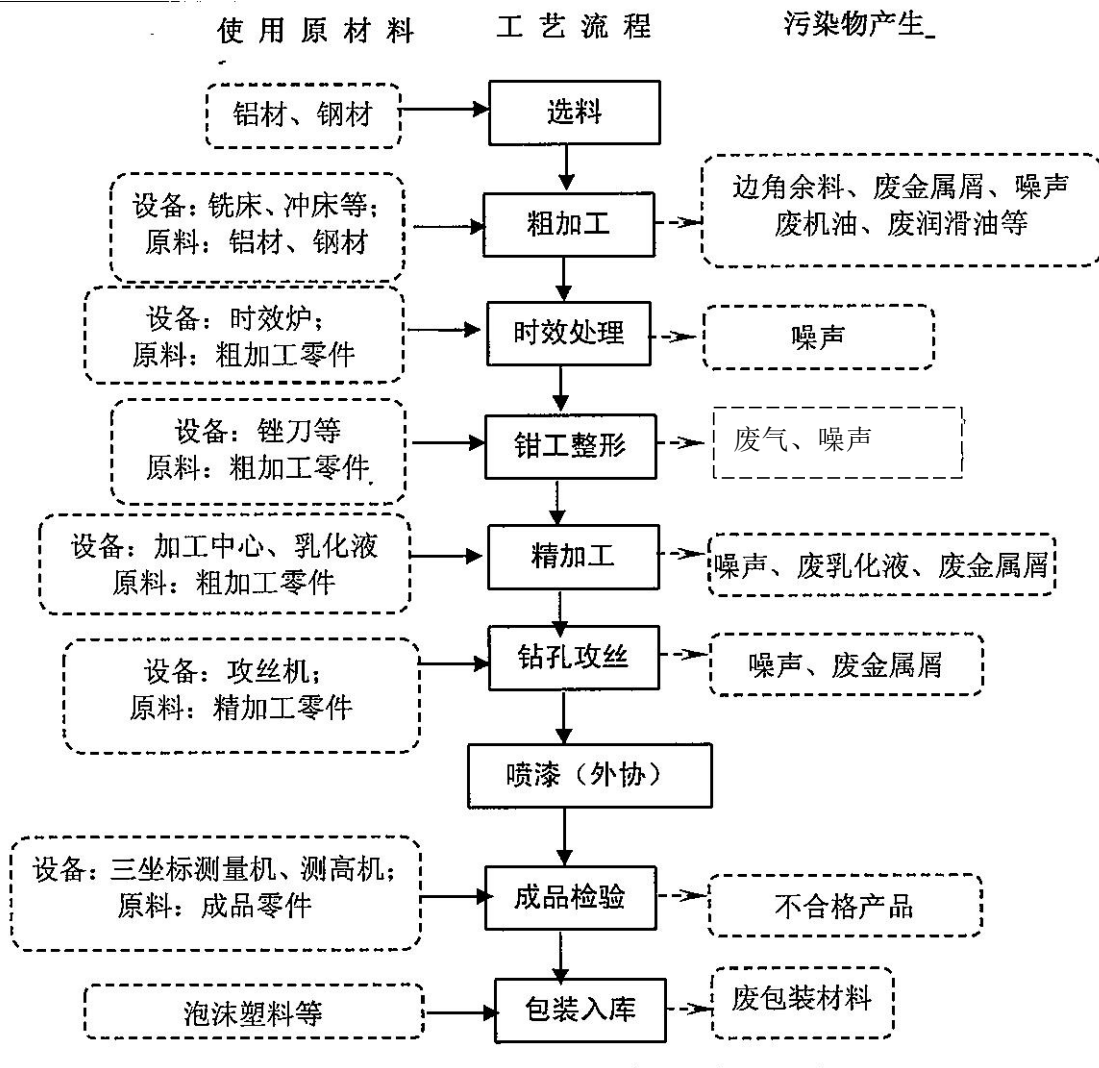 使用原材料 工艺流程 污染物产生
铝材、钢材
选料
设备：铣床、冲床等；
原料：铝材、钢材
粗加工
边角余料、废金属屑、噪声
废机油、废润滑油等
设备：时效炉；
原料：粗加工零件
时效处理
噪声
设备：锉刀等
原料：粗加工零件
钳工整形
废气、噪声
设备：加工中心、乳化液
原料：粗加工零件
精加工
噪声、废乳化液、废金属屑
设备：攻丝机；
原料：精加工零件
钻孔攻丝
噪声、废金属屑
喷漆（外协）
设备：三坐标测量机、测高机；
原料：成品零件
成品检验
不合格产品
泡沫塑料等
包装入库
废包装材料